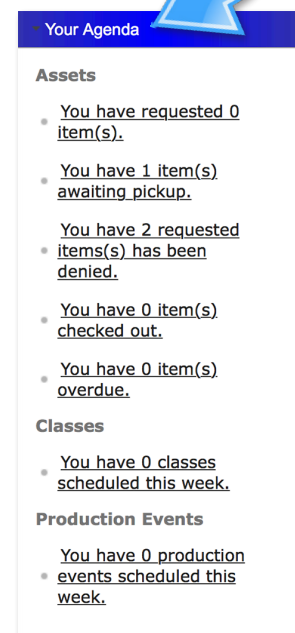 Your Agenda
Assets
You have requested 0
item(s).
You have 1 item(s)
awaiting pickup.
You have 2 requested
items(s) has been
denied.
You have 0 item(s)
checked out.
You have 0 item(s)
overdue.
Classes
You have 0 classes
scheduled this week.
Production Events
You have 0 production
events scheduled this
week.